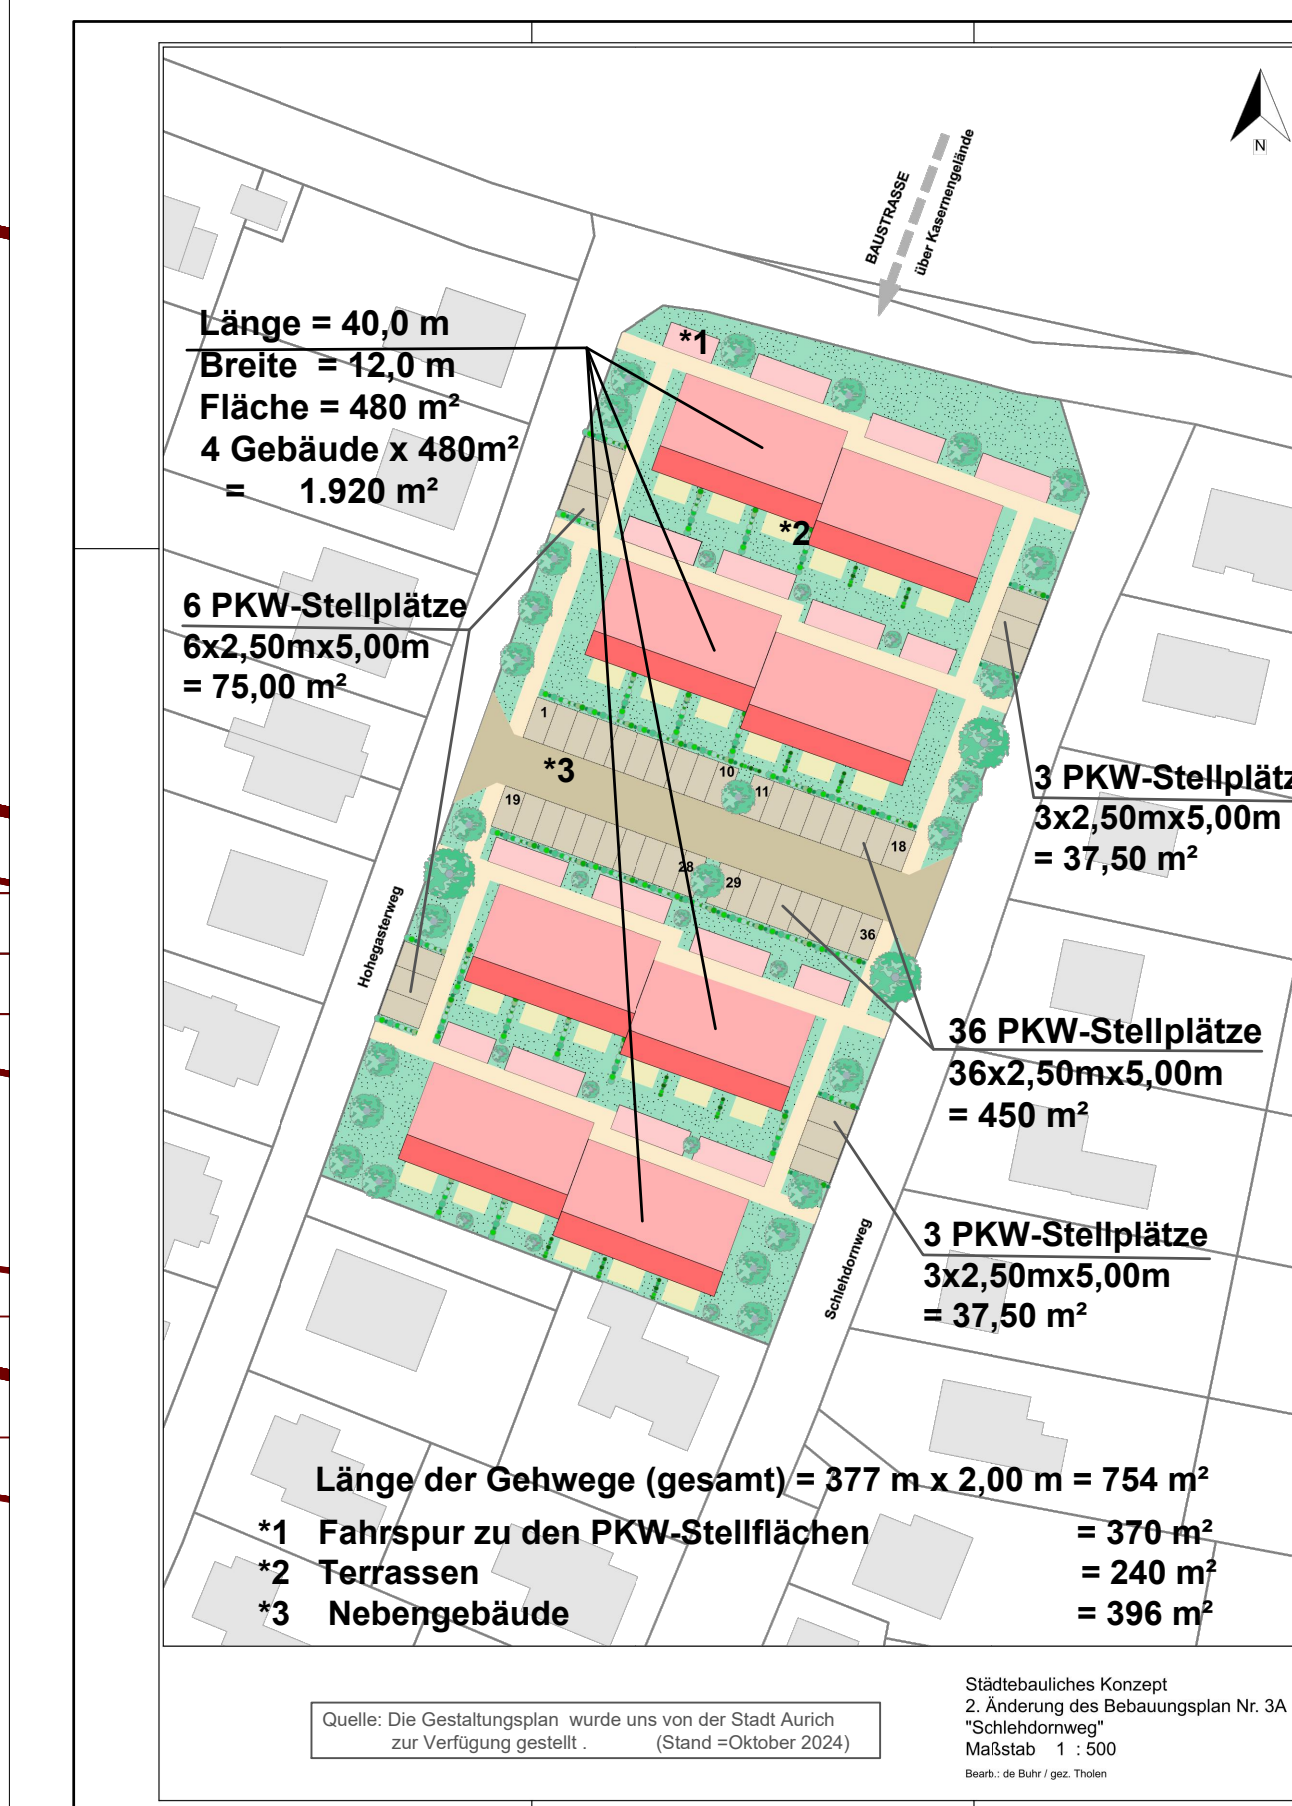 N
BAUSTRASSE
über Kasernengelände
Länge = 40,0 m
Breite = 12,0 m
Fläche = 480 m²
4 Gebäude x 480m²
= 1.920 m²
*1
*2
6 PKW-Stellplätze
6x2,50mx5,00m
= 75,00 m²
1
*3
10
11
18
19
28
29
36
3 PKW-Stellplätz
3x2,50mx5,00m
= 37,50 m²
Hohegasterweg
36 PKW-Stellplätze
36x2,50mx5,00m
= 450 m²
Schlehdornweg
3 PKW-Stellplätze
3x2,50mx5,00m
= 37,50 m²
Länge der Gehwege (gesamt) = 377 m x 2,00 m = 754 m²
*1 Fahrspur zu den PKW-Stellflächen = 370 m²
*2 Terrassen = 240 m²
*3 Nebengebäude = 396 m²
Quelle: Die Gestaltungsplan wurde uns von der Stadt Aurich
zur Verfügung gestellt . (Stand =Oktober 2024)
Städtebauliches Konzept
2. Änderung des Bebauungsplan Nr. 3A
"Schlehdornweg"
Maßstab 1 : 500
Bearb.: de Buhr / gez. Tholen